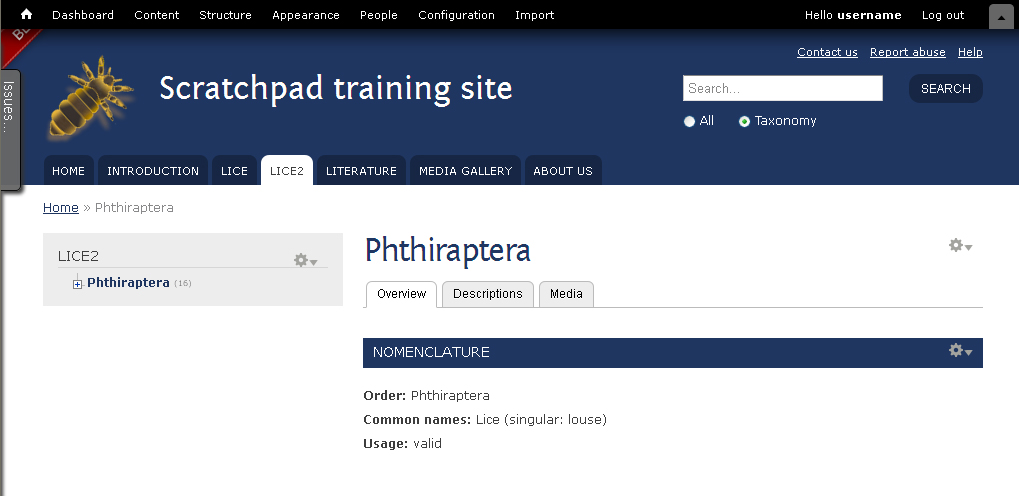 Dashboard Content Structure Appearance People Configuration Import Hello username Log out
Contact us Report abuse Help
Issues...
Scratchpad training site
Search... SEARCH
All Taxonomy
HOME INTRODUCTION LICE LICE2 LITERATURE MEDIA GALLERY ABOUT US
Home » Phthiraptera
LICE2
Phthiraptera (16)
Phthiraptera
Overview Descriptions Media
NOMENCLATURE
Order: Phthiraptera
Common names: Lice (singular: louse)
Usage: valid